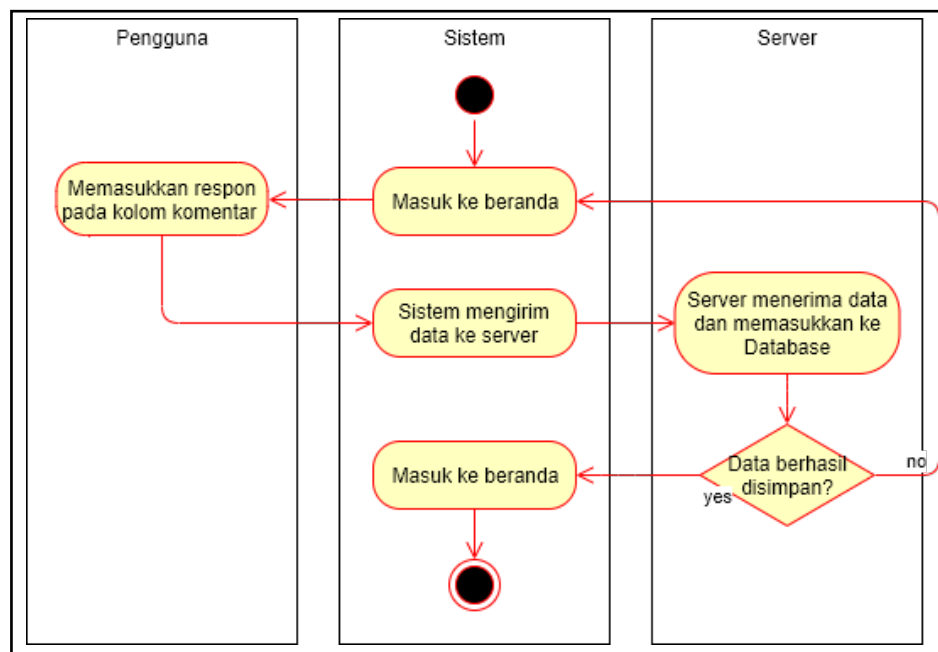 Pengguna
Sistem
Server
Memasukkan respon
pada kolom komentar
Masuk ke beranda
Sistem mengirim
data ke server
Server menerima data
dan memasukkan ke
Database
Masuk ke beranda
Data berhasil
disimpan?
no
yes